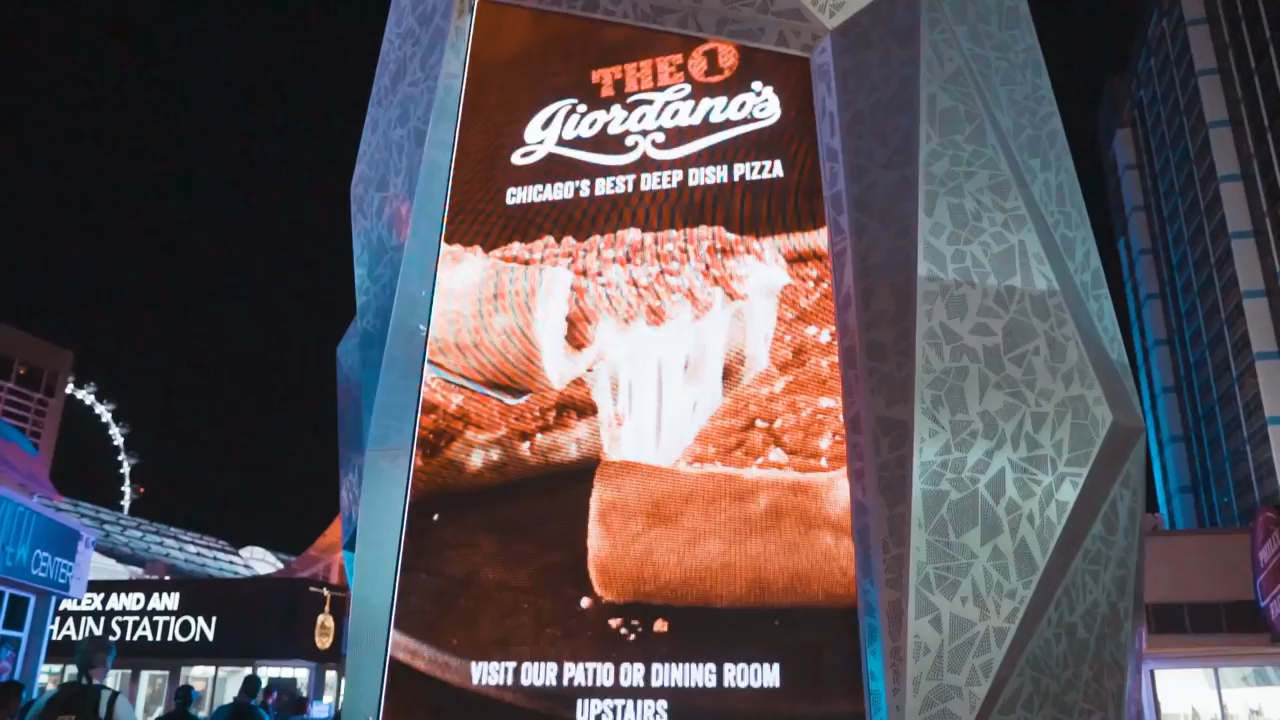 THE 1
Giordano's
CHICAGO'S BEST DEEP DISH PIZZA
VISIT OUR PATIO OR DINING ROOM
UPSTAIRS
CENTER
ALEX AND ANI
HAIN STATION